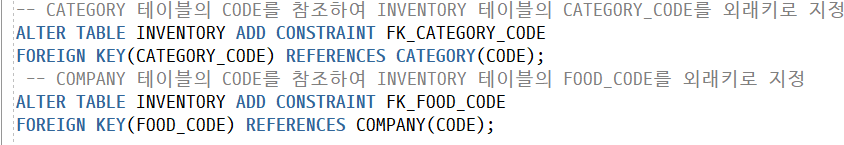 -- CATEGORY 테이블의 CODE를 참조하여 INVENTORY 테이블의 CATEGORY_CODE를 외래키로 지정
ALTER TABLE INVENTORY ADD CONSTRAINT FK_CATEGORY_CODE
FOREIGN KEY(CATEGORY_CODE) REFERENCES CATEGORY(CODE);
-- COMPANY 테이블의 CODE를 참조하여 INVENTORY 테이블의 FOOD_CODE를 외래키로 지정
ALTER TABLE INVENTORY ADD CONSTRAINT FK_FOOD_CODE
FOREIGN KEY(FOOD_CODE) REFERENCES COMPANY(CODE);